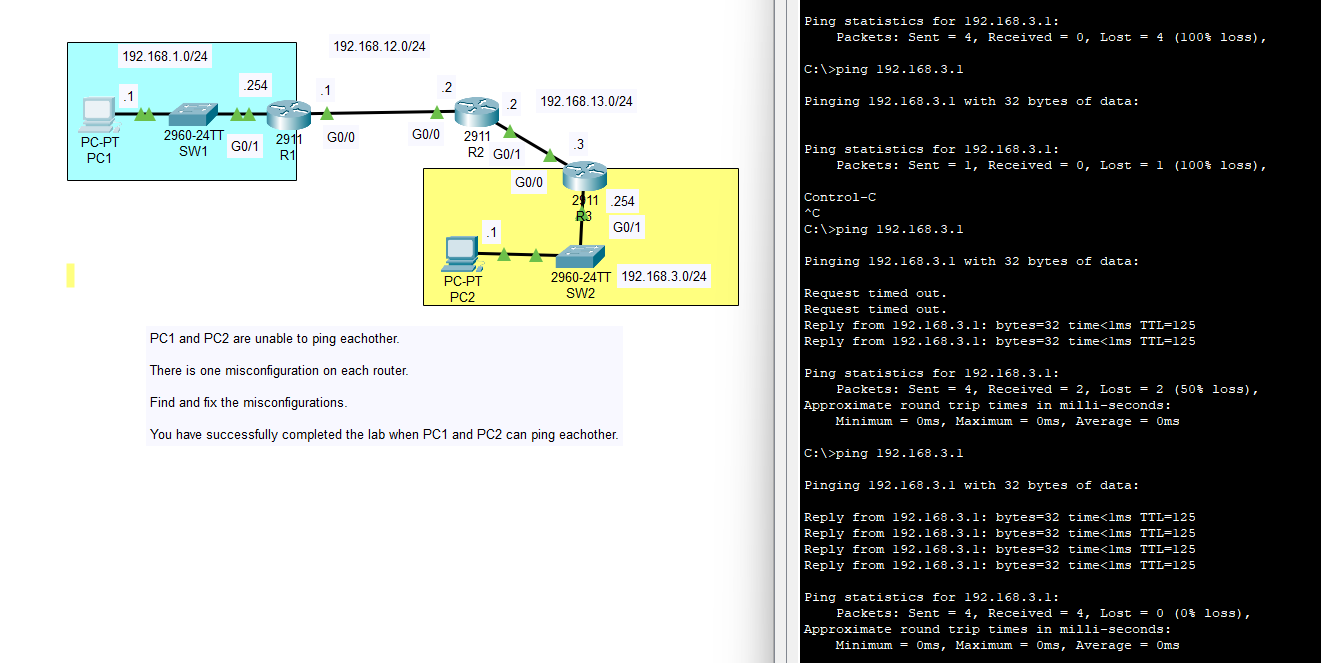 192.168.1.0/24
192.168.12.0/24
.254
.1
.1
.2
.2
192.168.13.0/24
PC-PT
PC1
2960-24TT
SW1
G0/1
2911
R1
G0/0
G0/0
2911
R2
G0/1
.3
G0/0
2911
R3
.254
G0/1
.1
PC-PT
PC2
2960-24TT
SW2
192.168.3.0/24
PC1 and PC2 are unable to ping eachother.
There is one misconfiguration on each router.
Find and fix the misconfigurations.
You have successfully completed the lab when PC1 and PC2 can ping eachother.
Ping statistics for 192.168.3.1:
Packets: Sent = 4, Received = 0, Lost = 4 (100% loss),
C:\>ping 192.168.3.1
Pinging 192.168.3.1 with 32 bytes of data:
Ping statistics for 192.168.3.1:
Packets: Sent = 1, Received = 0, Lost = 1 (100% loss),
Control-C
^C
C:\>ping 192.168.3.1
Pinging 192.168.3.1 with 32 bytes of data:
Request timed out.
Request timed out.
Reply from 192.168.3.1: bytes=32 time<1ms TTL=125
Reply from 192.168.3.1: bytes=32 time<1ms TTL=125
Ping statistics for 192.168.3.1:
Packets: Sent = 4, Received = 2, Lost = 2 (50% loss),
Approximate round trip times in milli-seconds:
Minimum = 0ms, Maximum = 0ms, Average = 0ms
C:\>ping 192.168.3.1
Pinging 192.168.3.1 with 32 bytes of data:
Reply from 192.168.3.1: bytes=32 time<1ms TTL=125
Reply from 192.168.3.1: bytes=32 time<1ms TTL=125
Reply from 192.168.3.1: bytes=32 time<1ms TTL=125
Reply from 192.168.3.1: bytes=32 time<1ms TTL=125
Ping statistics for 192.168.3.1:
Packets: Sent = 4, Received = 4, Lost = 0 (0% loss),
Approximate round trip times in milli-seconds:
Minimum = 0ms, Maximum = 0ms, Average = 0ms